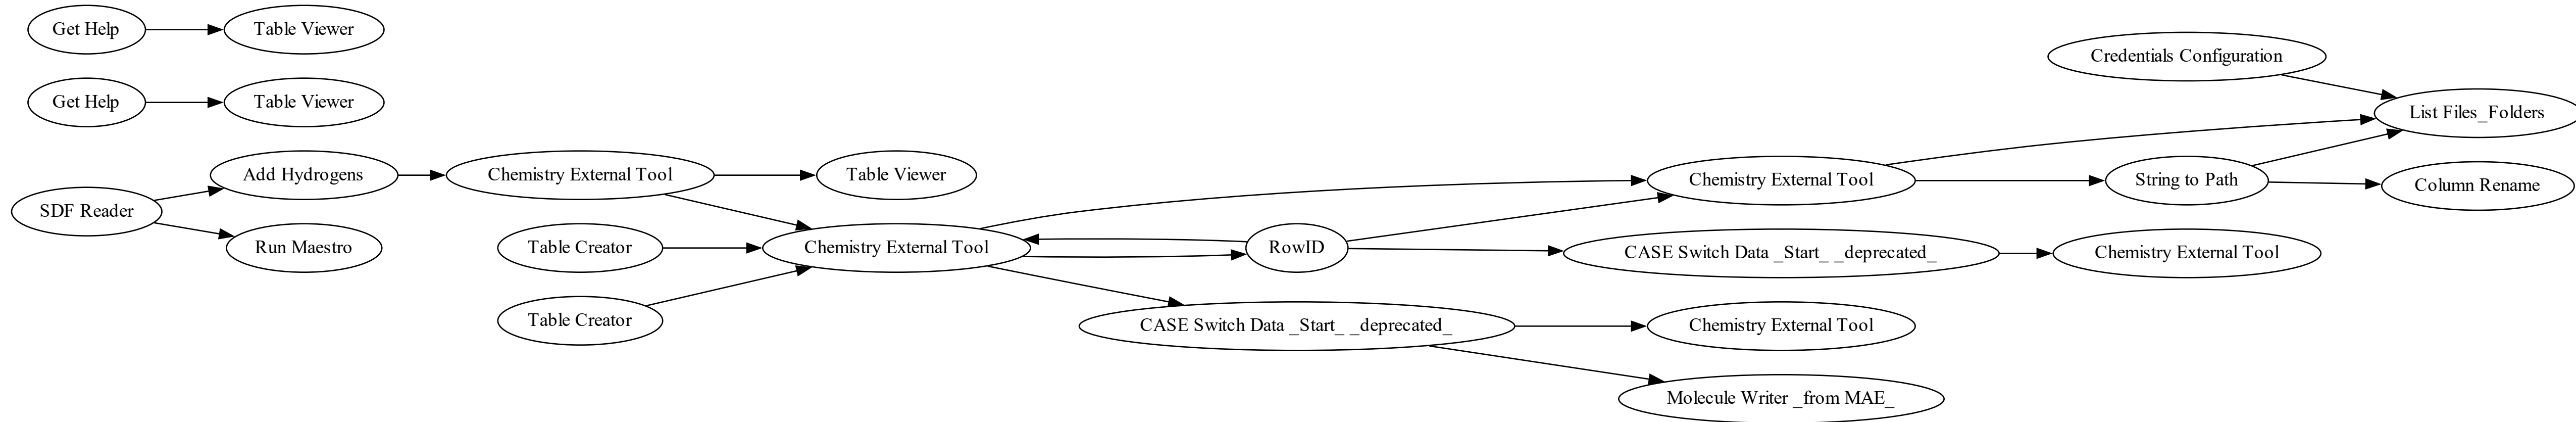 Get Help
Table Viewer
Get Help
Table Viewer
SDF Reader
Add Hydrogens
Run Maestro
Chemistry External Tool
Table Viewer
Table Creator
Table Creator
Chemistry External Tool
RowID
CASE Switch Data _Start_ _deprecated_
Chemistry External Tool
CASE Switch Data _Start_ _deprecated_
Chemistry External Tool
Molecule Writer _from MAE_
Credentials Configuration
String to Path
Chemistry External Tool
List Files_Folders
Column Rename